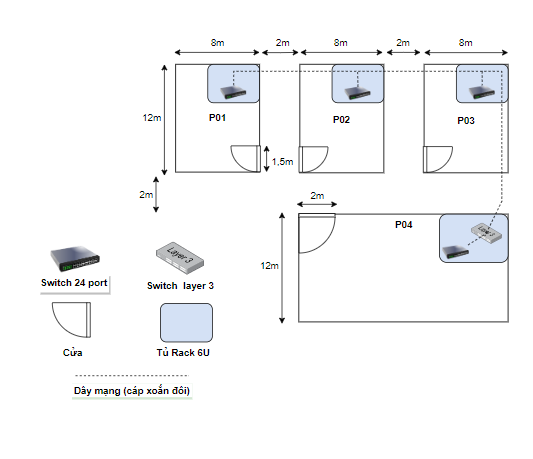 8m 2m 8m 2m 8m
12m P01 P02 P03
1,5m
2m
2m
P04
Layer 3
12m
Layer 3
Switch 24 port Switch layer 3
Cửa Tủ Rack 6U
Dây mạng (cáp xoắn đôi)